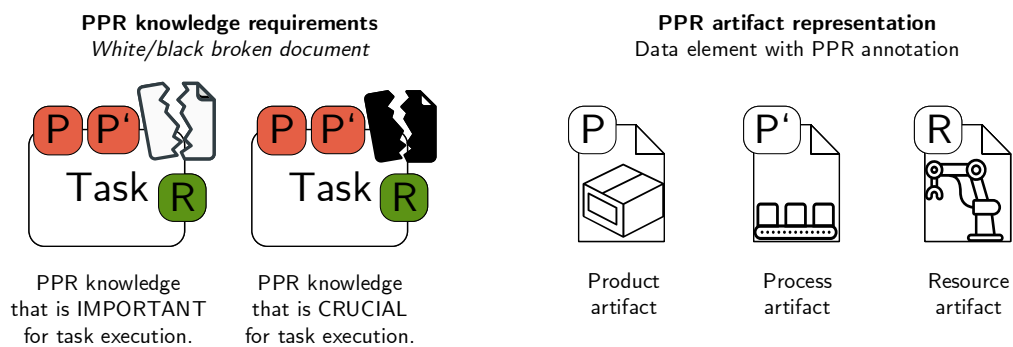 PPR knowledge requirements
White/black broken document
P P‘
Task
R
PPR knowledge
that is IMPORTANT
for task execution.
P P‘
Task
R
PPR knowledge
that is CRUCIAL
for task execution.
PPR artifact representation
Data element with PPR annotation
P
Product
artifact
P‘
Process
artifact
R
Resource
artifact